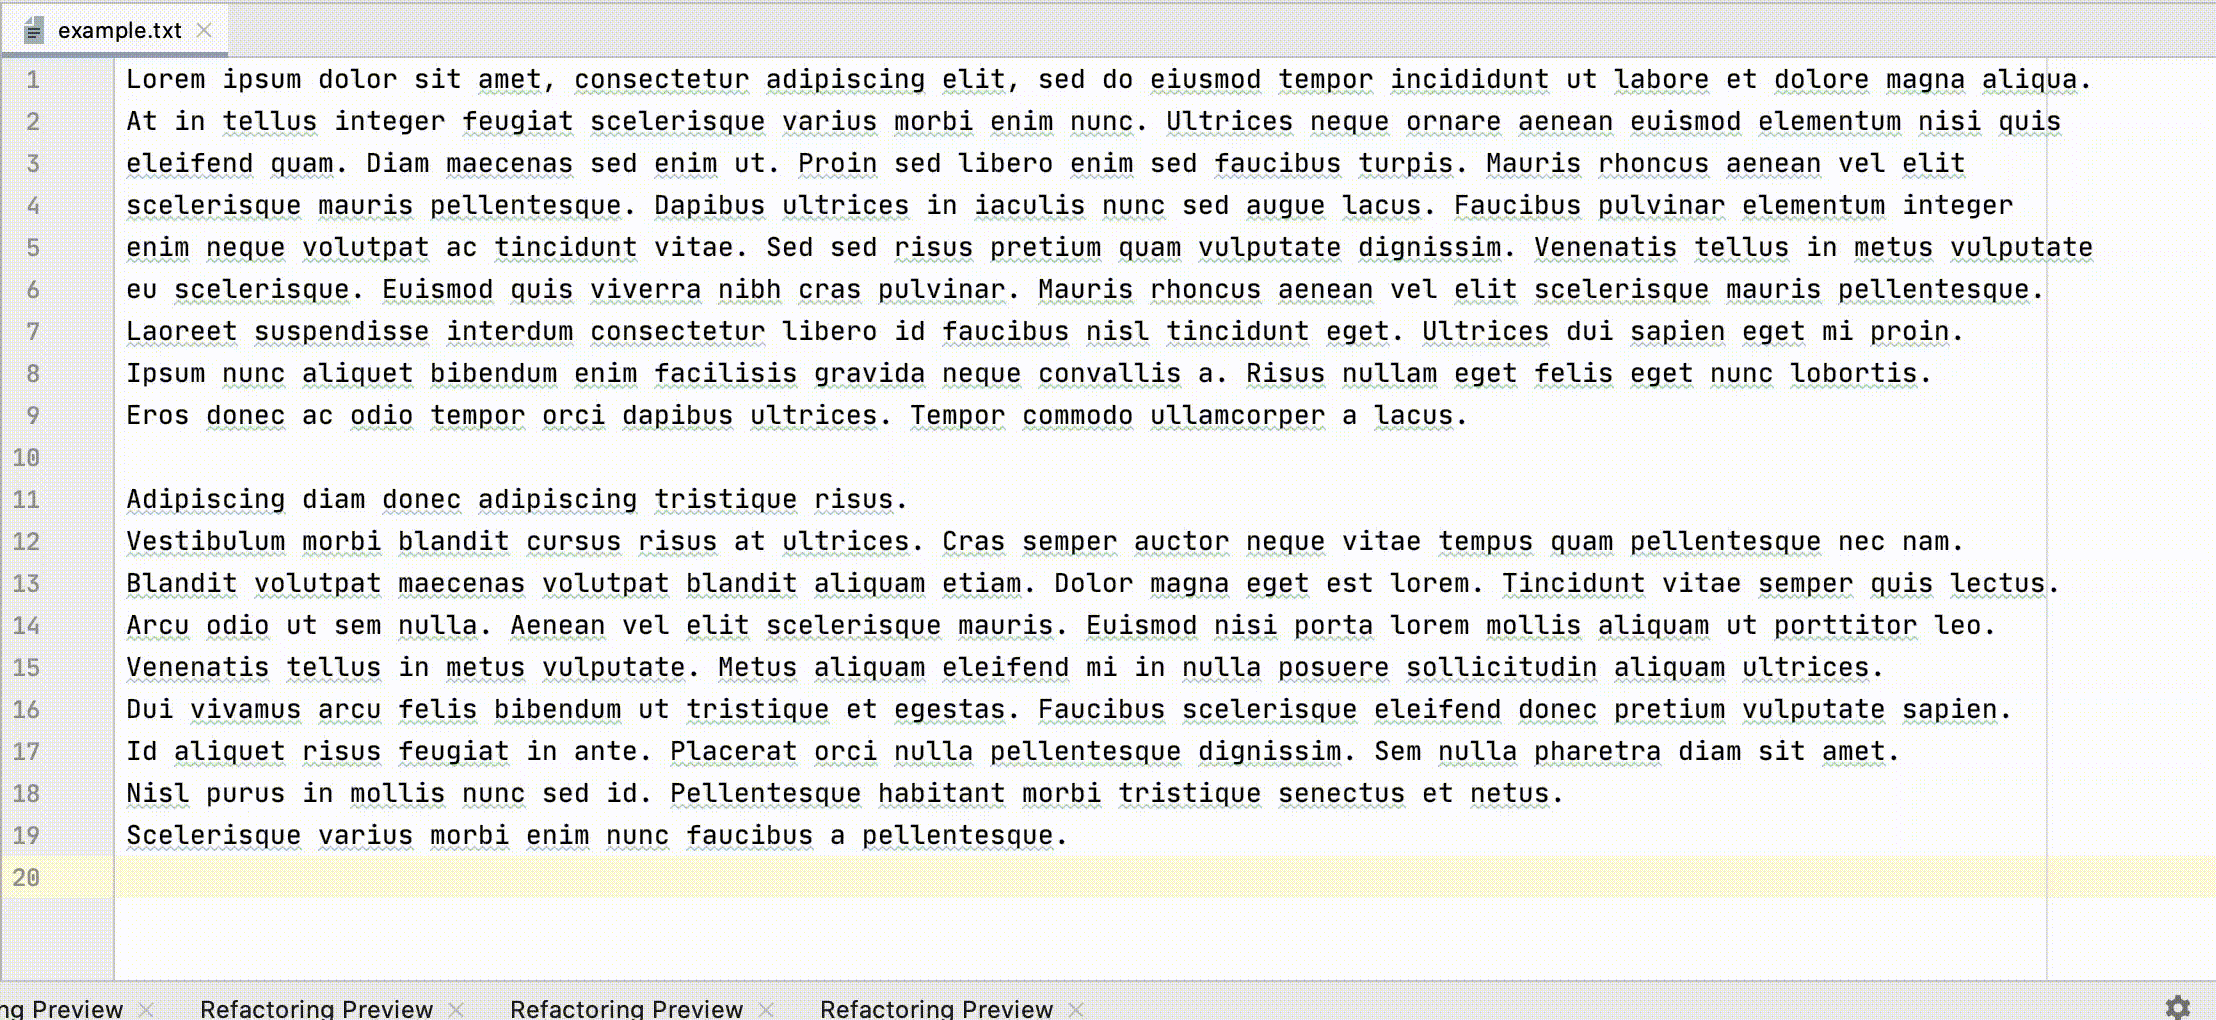 example.txt
1 Lorem ipsum dolor sit amet, consectetur adipiscing elit, sed do eiusmod tempor incididunt ut labore et dolore magna aliqua.
2 At in tellus integer feugiat scelerisque varius morbi enim nunc. Ultrices neque ornare aenean euismod elementum nisi quis
3 eleifend quam. Diam maecenas sed enim ut. Proin sed libero enim sed faucibus turpis. Mauris rhoncus aenean vel elit
4 scelerisque mauris pellentesque. Dapibus ultrices in iaculis nunc sed augue lacus. Faucibus pulvinar elementum integer
5 enim neque volutpat ac tincidunt vitae. Sed sed risus pretium quam vulputate dignissim. Venenatis tellus in metus vulputate
6 eu scelerisque. Euismod quis viverra nibh cras pulvinar. Mauris rhoncus aenean vel elit scelerisque mauris pellentesque.
7 Laoreet suspendisse interdum consectetur libero id faucibus nisl tincidunt eget. Ultrices dui sapien eget mi proin.
8 Ipsum nunc aliquet bibendum enim facilisis gravida neque convallis a. Risus nullam eget felis eget nunc lobortis.
9 Eros donec ac odio tempor orci dapibus ultrices. Tempor commodo ullamcorper a lacus.
10
11 Adipiscing diam donec adipiscing tristique risus.
12 Vestibulum morbi blandit cursus risus at ultrices. Cras semper auctor neque vitae tempus quam pellentesque nec nam.
13 Blandit volutpat maecenas volutpat blandit aliquam etiam. Dolor magna eget est lorem. Tincidunt vitae semper quis lectus.
14 Arcu odio ut sem nulla. Aenean vel elit scelerisque mauris. Euismod nisi porta lorem mollis aliquam ut porttitor leo.
15 Venenatis tellus in metus vulputate. Metus aliquam eleifend mi in nulla posuere sollicitudin aliquam ultrices.
16 Dui vivamus arcu felis bibendum ut tristique et egestas. Faucibus scelerisque eleifend donec pretium vulputate sapien.
17 Id aliquet risus feugiat in ante. Placerat orci nulla pellentesque dignissim. Sem nulla pharetra diam sit amet.
18 Nisl purus in mollis nunc sed id. Pellentesque habitant morbi tristique senectus et netus.
19 Scelerisque varius morbi enim nunc faucibus a pellentesque.
20
ng Preview Refactoring Preview Refactoring Preview Refactoring Preview